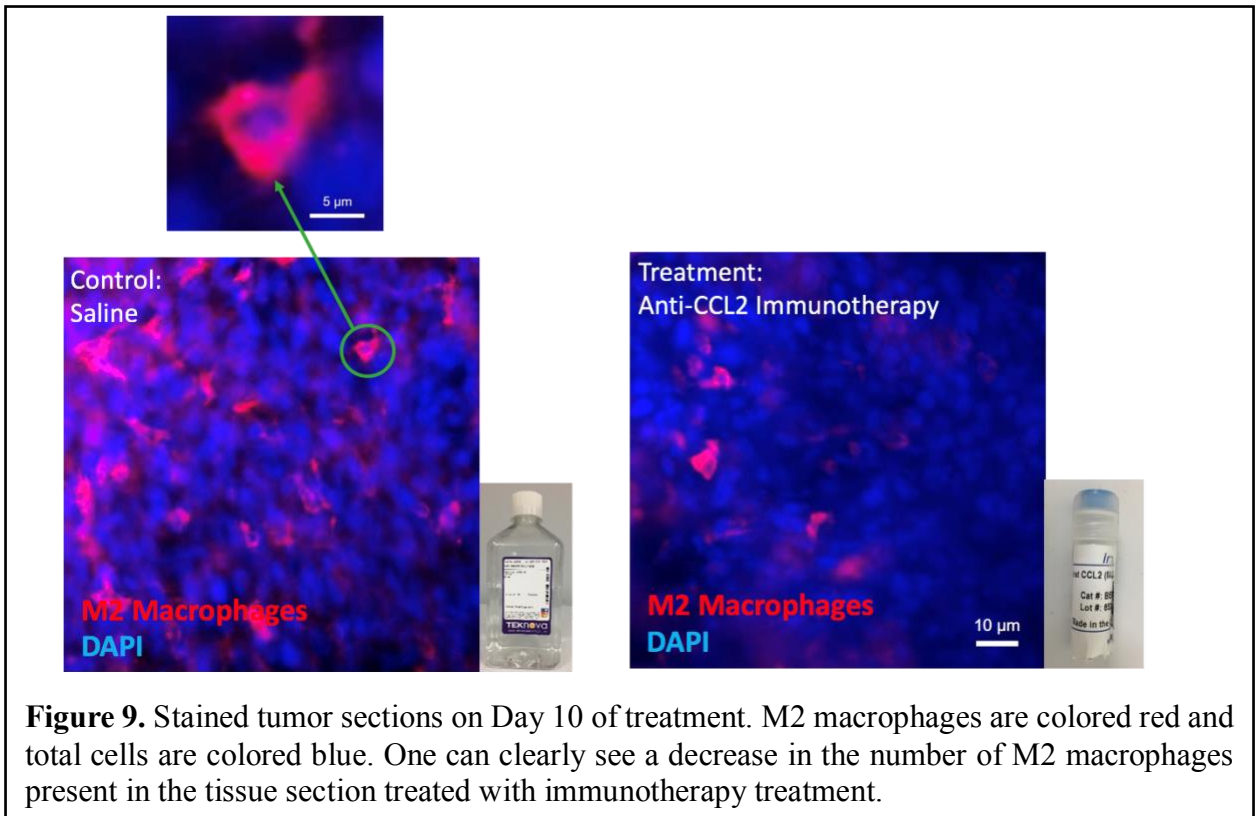 5 µm
Control:
Saline
M2 Macrophages
DAPI
TEKnova
Treatment:
Anti-CCL2 Immunotherapy
M2 Macrophages
DAPI
10 µm
CCL2
Cat #:
Lot #:
in the
Figure 9. Stained tumor sections on Day 10 of treatment. M2 macrophages are colored red and
total cells are colored blue. One can clearly see a decrease in the number of M2 macrophages
present in the tissue section treated with immunotherapy treatment.